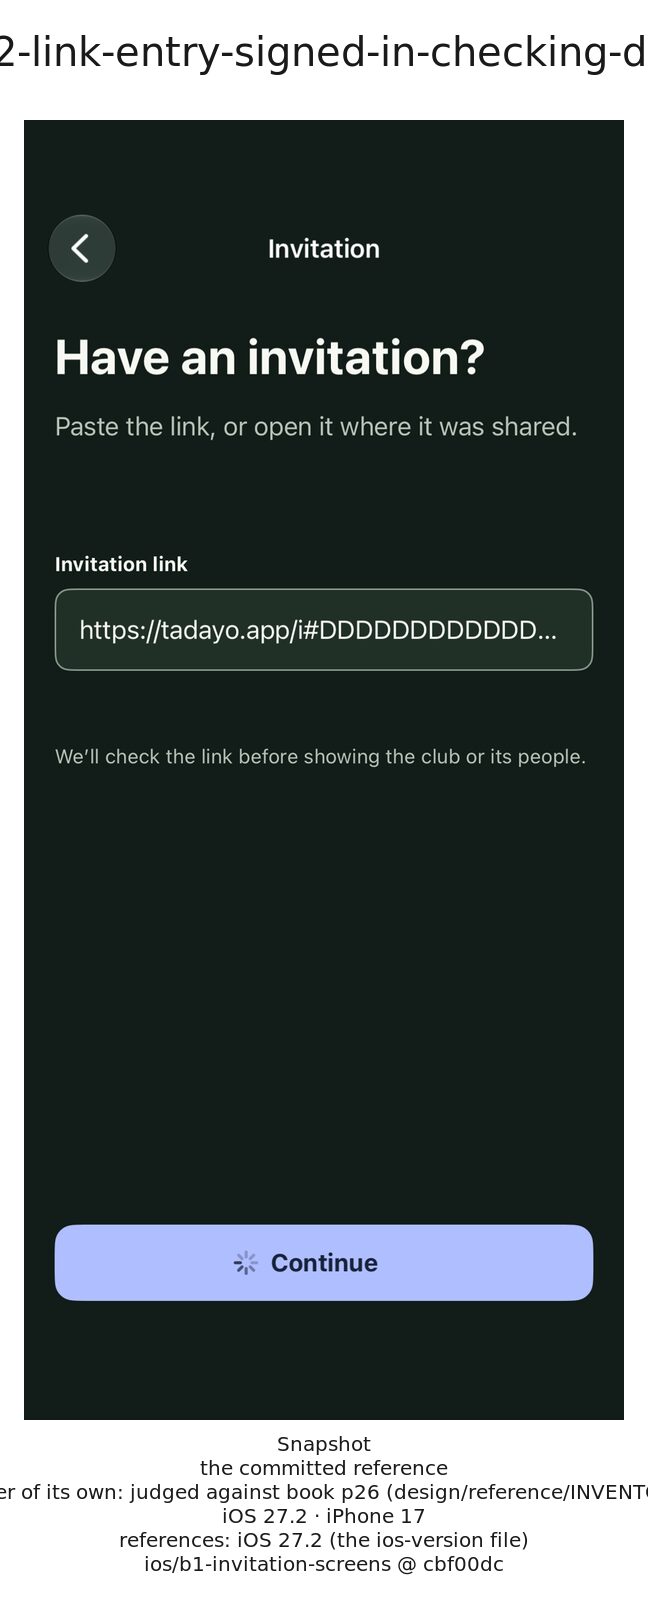 2-link-entry-signed-in-checking-d
Invitation
Have an invitation?
Paste the link, or open it where it was shared.
Invitation link
https://tadayo.app/i#DDDDDDDDDDDD...
We’ll check the link before showing the club or its people.
Continue
Snapshot
the committed reference
er of its own: judged against book p26 (design/reference/INVENTO
iOS 27.2 · iPhone 17
references: iOS 27.2 (the ios-version file)
ios/b1-invitation-screens @ cbf00dc